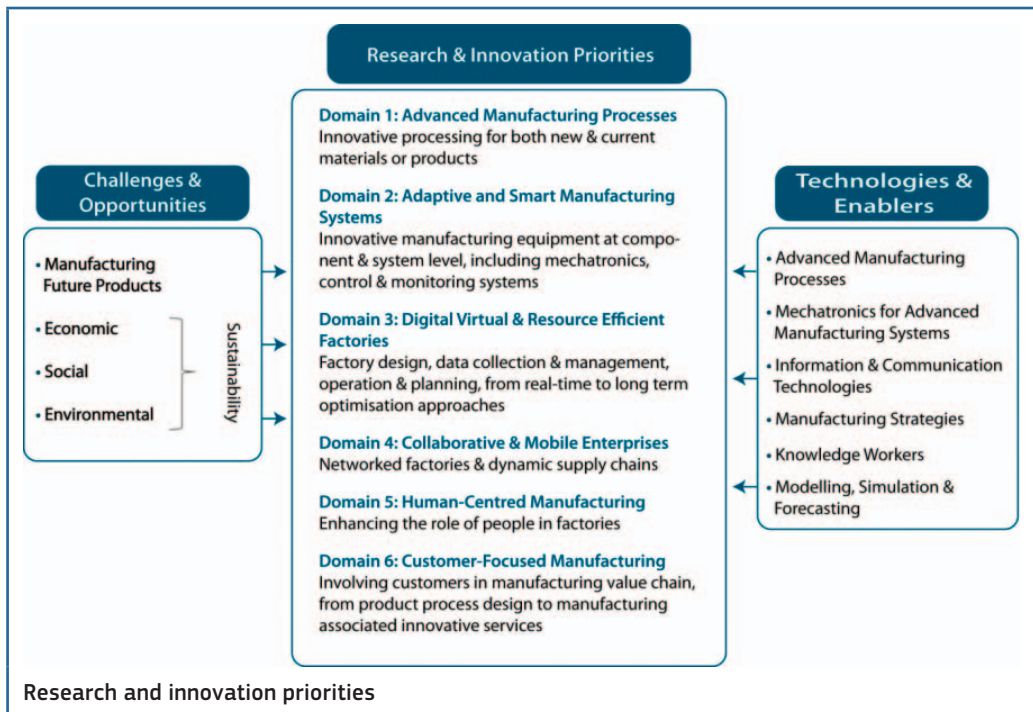 Research & Innovation Priorities
Challenges &
Opportunities
• Manufacturing
Future Products
• Economic
• Social
• Environmental
Sustainability
Domain 1: Advanced Manufacturing Processes
Innovative processing for both new & current
materials or products
Domain 2: Adaptive and Smart Manufacturing
Systems
Innovative manufacturing equipment at compo-
nent & system level, including mechatronics,
control & monitoring systems
Domain 3: Digital Virtual & Resource Efficient
Factories
Factory design, data collection & management,
operation & planning, from real-time to long term
optimisation approaches
Domain 4: Collaborative & Mobile Enterprises
Networked factories & dynamic supply chains
Domain 5: Human-Centred Manufacturing
Enhancing the role of people in factories
Domain 6: Customer-Focused Manufacturing
Involving customers in manufacturing value chain,
from product process design to manufacturing
associated innovative services
Technologies &
Enablers
• Advanced Manufacturing
Processes
• Mechatronics for Advanced
Manufacturing Systems
• Information & Communication
Technologies
• Manufacturing Strategies
• Knowledge Workers
• Modelling, Simulation &
Forecasting
Research and innovation priorities